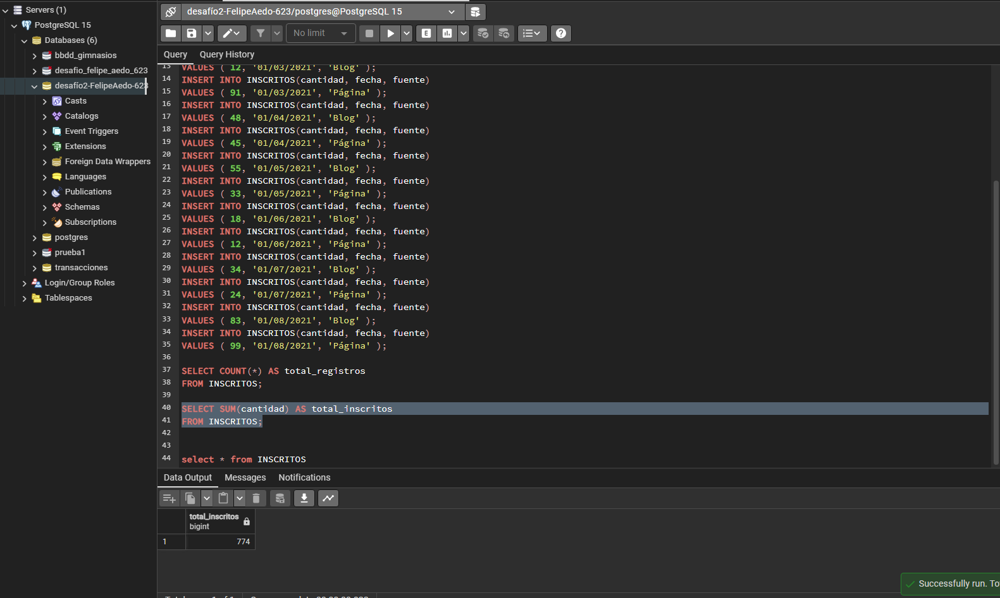 Servers (1)
PostgreSQL 15
Databases (6)
bbdd_gimnasios
desafio_felipe_aedo_623
desafío2-FelipeAedo-623
Casts
Catalogs
Event Triggers
Extensions
Foreign Data Wrappers
Languages
Publications
Schemas
Subscriptions
postgres
prueba1
transacciones
Login/Group Roles
Tablespaces
desafío2-FelipeAedo-623/postgres@PostgreSQL 15
No limit
E
Query Query History
13 VALUES ( 12, '01/03/2021', 'Blog' );
14 INSERT INTO INSCRITOS(cantidad, fecha, fuente)
15 VALUES ( 91, '01/03/2021', 'Página' );
16 INSERT INTO INSCRITOS(cantidad, fecha, fuente)
17 VALUES ( 48, '01/04/2021', 'Blog' );
18 INSERT INTO INSCRITOS(cantidad, fecha, fuente)
19 VALUES ( 45, '01/04/2021', 'Página' );
20 INSERT INTO INSCRITOS(cantidad, fecha, fuente)
21 VALUES ( 55, '01/05/2021', 'Blog' );
22 INSERT INTO INSCRITOS(cantidad, fecha, fuente)
23 VALUES ( 33, '01/05/2021', 'Página' );
24 INSERT INTO INSCRITOS(cantidad, fecha, fuente)
25 VALUES ( 18, '01/06/2021', 'Blog' );
26 INSERT INTO INSCRITOS(cantidad, fecha, fuente)
27 VALUES ( 12, '01/06/2021', 'Página' );
28 INSERT INTO INSCRITOS(cantidad, fecha, fuente)
29 VALUES ( 34, '01/07/2021', 'Blog' );
30 INSERT INTO INSCRITOS(cantidad, fecha, fuente)
31 VALUES ( 24, '01/07/2021', 'Página' );
32 INSERT INTO INSCRITOS(cantidad, fecha, fuente)
33 VALUES ( 83, '01/08/2021', 'Blog' );
34 INSERT INTO INSCRITOS(cantidad, fecha, fuente)
35 VALUES ( 99, '01/08/2021', 'Página' );
36
37 SELECT COUNT(*) AS total_registros
38 FROM INSCRITOS;
39
40 SELECT SUM(cantidad) AS total_inscritos
41 FROM INSCRITOS;
42
43
44 select * from INSCRITOS
Data Output Messages Notifications
total_inscritos
bigint
1 774
Successfully run. To